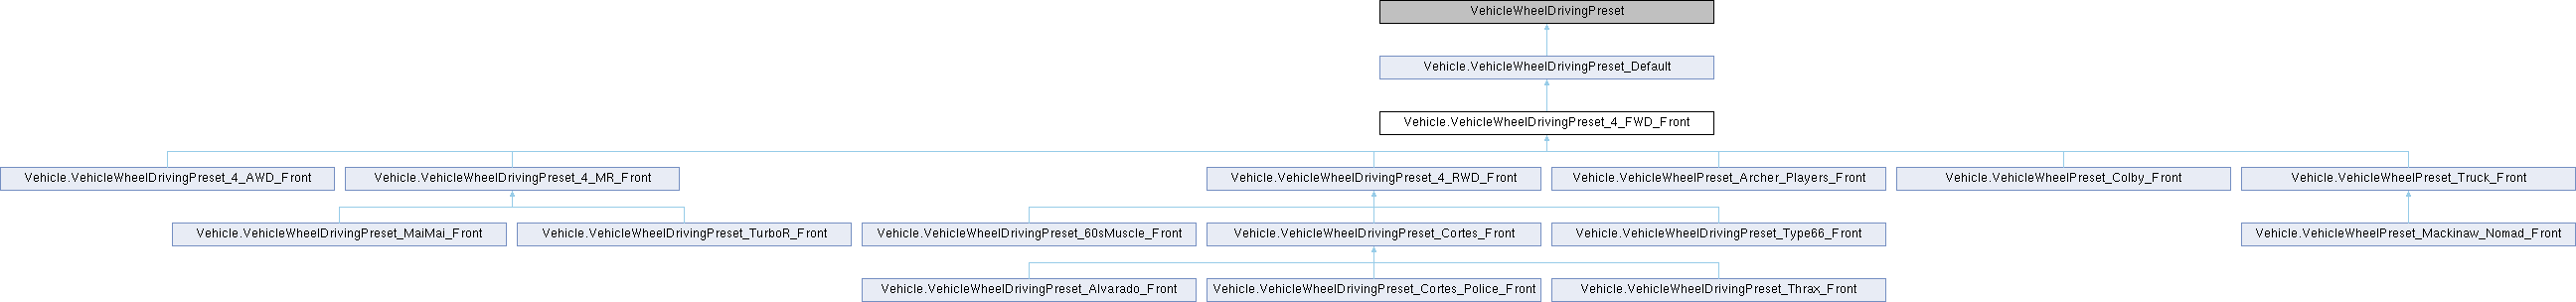 VehicleWheelDrivingPreset
Vehicle.VehicleWheelDrivingPreset_Default
Vehicle.VehicleWheelDrivingPreset_4_FWD_Front
Vehicle.VehicleWheelDrivingPreset_4_AWD_Front
Vehicle.VehicleWheelDrivingPreset_4_MR_Front
Vehicle.VehicleWheelDrivingPreset_4_RWD_Front
Vehicle.VehicleWheelPreset_Archer_Players_Front
Vehicle.VehicleWheelPreset_Colby_Front
Vehicle.VehicleWheelPreset_Truck_Front
Vehicle.VehicleWheelDrivingPreset_MaiMai_Front
Vehicle.VehicleWheelDrivingPreset_TurboR_Front
Vehicle.VehicleWheelDrivingPreset_60sMuscle_Front
Vehicle.VehicleWheelDrivingPreset_Cortes_Front
Vehicle.VehicleWheelDrivingPreset_Type66_Front
Vehicle.VehicleWheelPreset_Mackinaw_Nomad_Front
Vehicle.VehicleWheelDrivingPreset_Alvarado_Front
Vehicle.VehicleWheelDrivingPreset_Cortes_Police_Front
Vehicle.VehicleWheelDrivingPreset_Thrax_Front